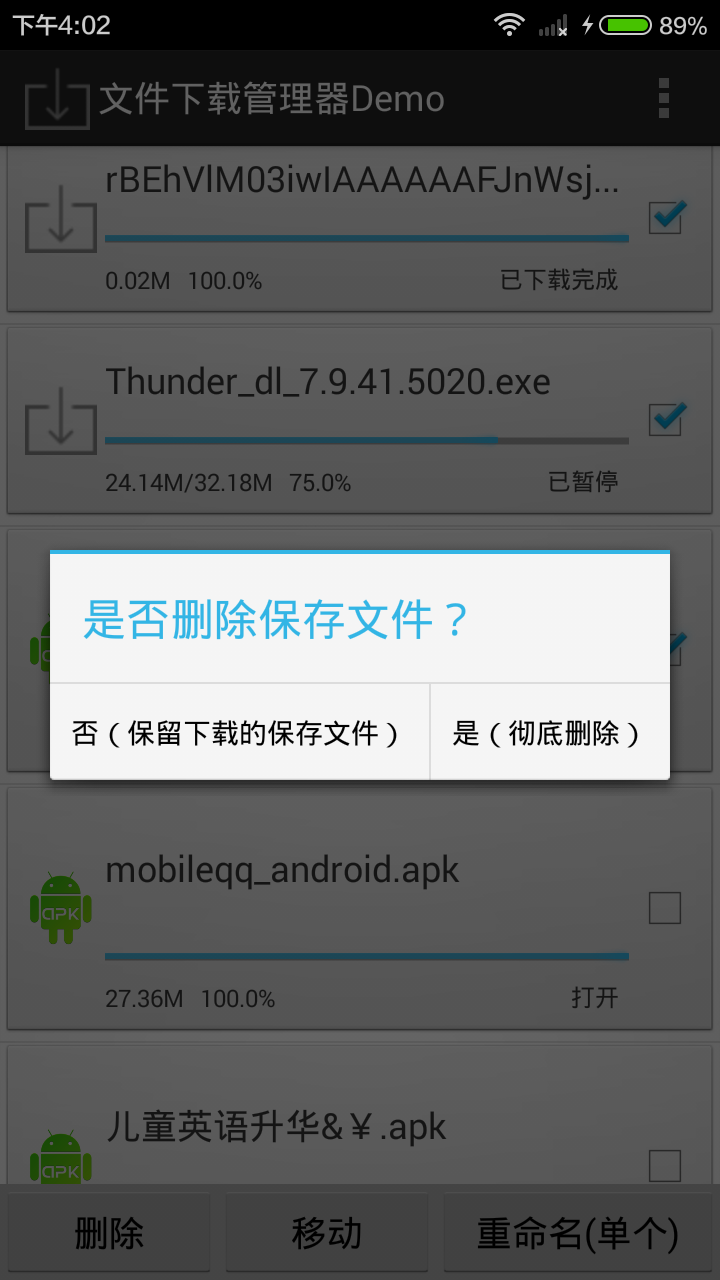 下午4:02
89%
文件下载管理器Demo
rBEhVlM03iwIAAAAAAFJnWsj...
0.02M 100.0% 已下载完成
Thunder_dl_7.9.41.5020.exe
24.14M/32.18M 75.0% 已暂停
是否删除保存文件？
否（保留下载的保存文件） 是（彻底删除）
mobileqq_android.apk
APK
27.36M 100.0% 打开
儿童英语升华&￥.apk
APK
删除 移动 重命名(单个)